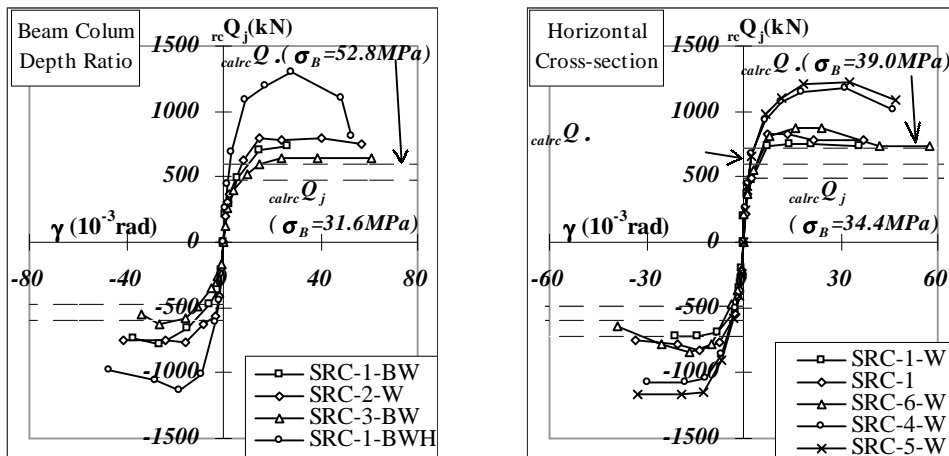 Beam Colum
Depth Ratio
rcQj(kN)
calrcQ.(σB=52.8MPa)
1500
1000
500
0
-500
-1000
-1500
calrcQj
(σB=31.6MPa)
γ(10-3rad)
-80
-40
0
40
80
SRC-1-BW
SRC-2-W
SRC-3-BW
SRC-1-BWH
Horizontal
Cross-section
rcQj(kN)
calrcQ.(σB=39.0MPa)
calrcQ.
1500
1000
500
0
-500
-1000
-1500
calrcQj
(σB=34.4MPa)
γ(10-3rad)
-60
-30
0
30
60
SRC-1-W
SRC-1
SRC-6-W
SRC-4-W
SRC-5-W